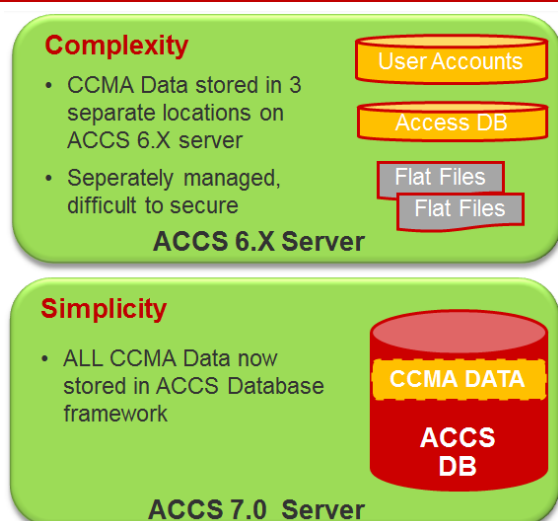 Complexity
• CCMA Data stored in 3
separate locations on
ACCS 6.X server
• Seperately managed,
difficult to secure
User Accounts
Access DB
Flat Files
Flat Files
ACCS 6.X Server
Simplicity
• ALL CCMA Data now
stored in ACCS Database
framework
CCMA DATA
ACCS
DB
ACCS 7.0 Server